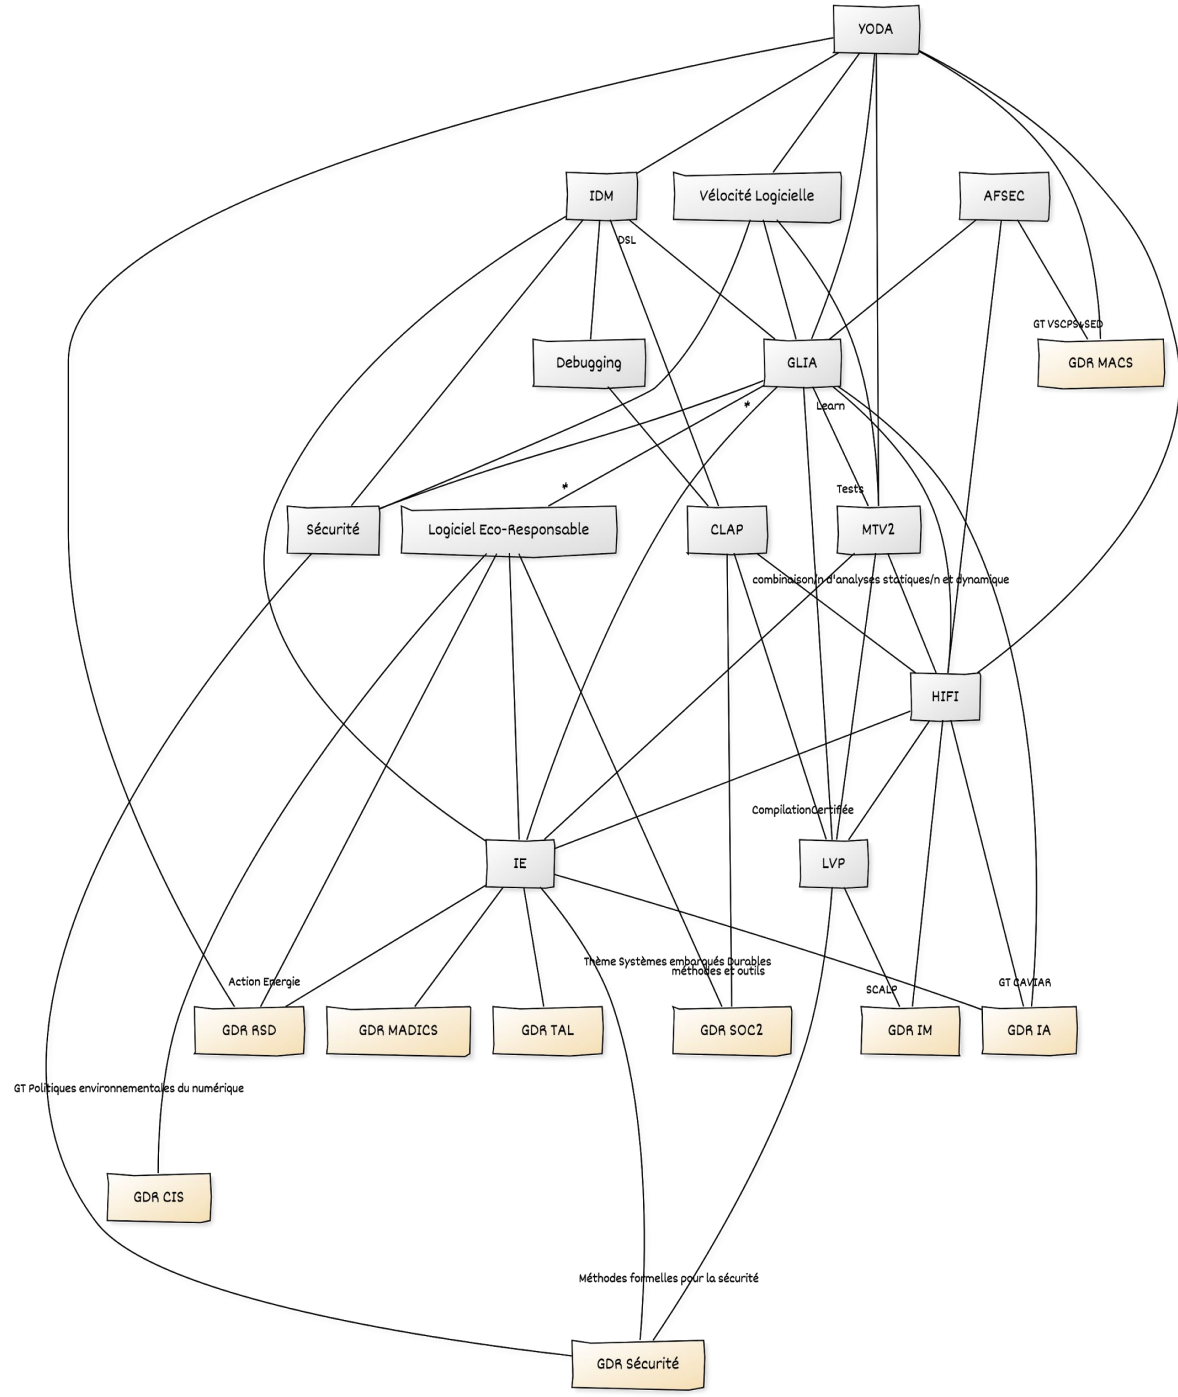 YODA
IDM
Vélocité Logicielle
AFSEC
DSL
GT VSCPS&SED
Debugging
GLIA
GDR MACS
*
Learn
*
Tests
Sécurité
Logiciel Eco-Responsable
CLAP
MTV2
combinaison/n d'analyses statiques/n et dynamique
HIFI
CompilationCertifiée
IE
LVP
Thème Systèmes embarqués Durables
méthodes et outils
Action Energie
SCALP
GT CAVIAR
GDR RSD
GDR MADICS
GDR TAL
GDR SOC2
GDR IM
GDR IA
GT Politiques environnementales du numérique
GDR CIS
Méthodes formelles pour la sécurité
GDR Sécurité